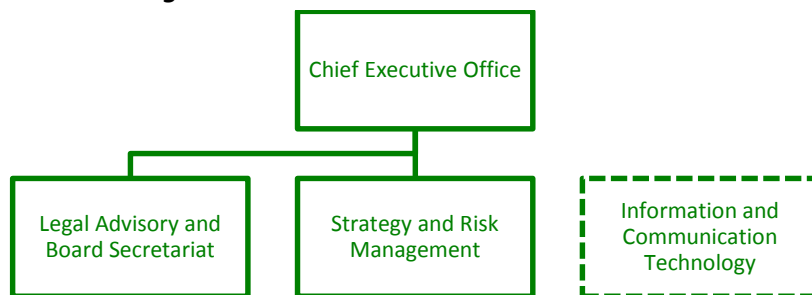 Chief Executive Office
Legal Advisory and
Board Secretariat
Strategy and Risk
Management
Information and
Communication
Technology